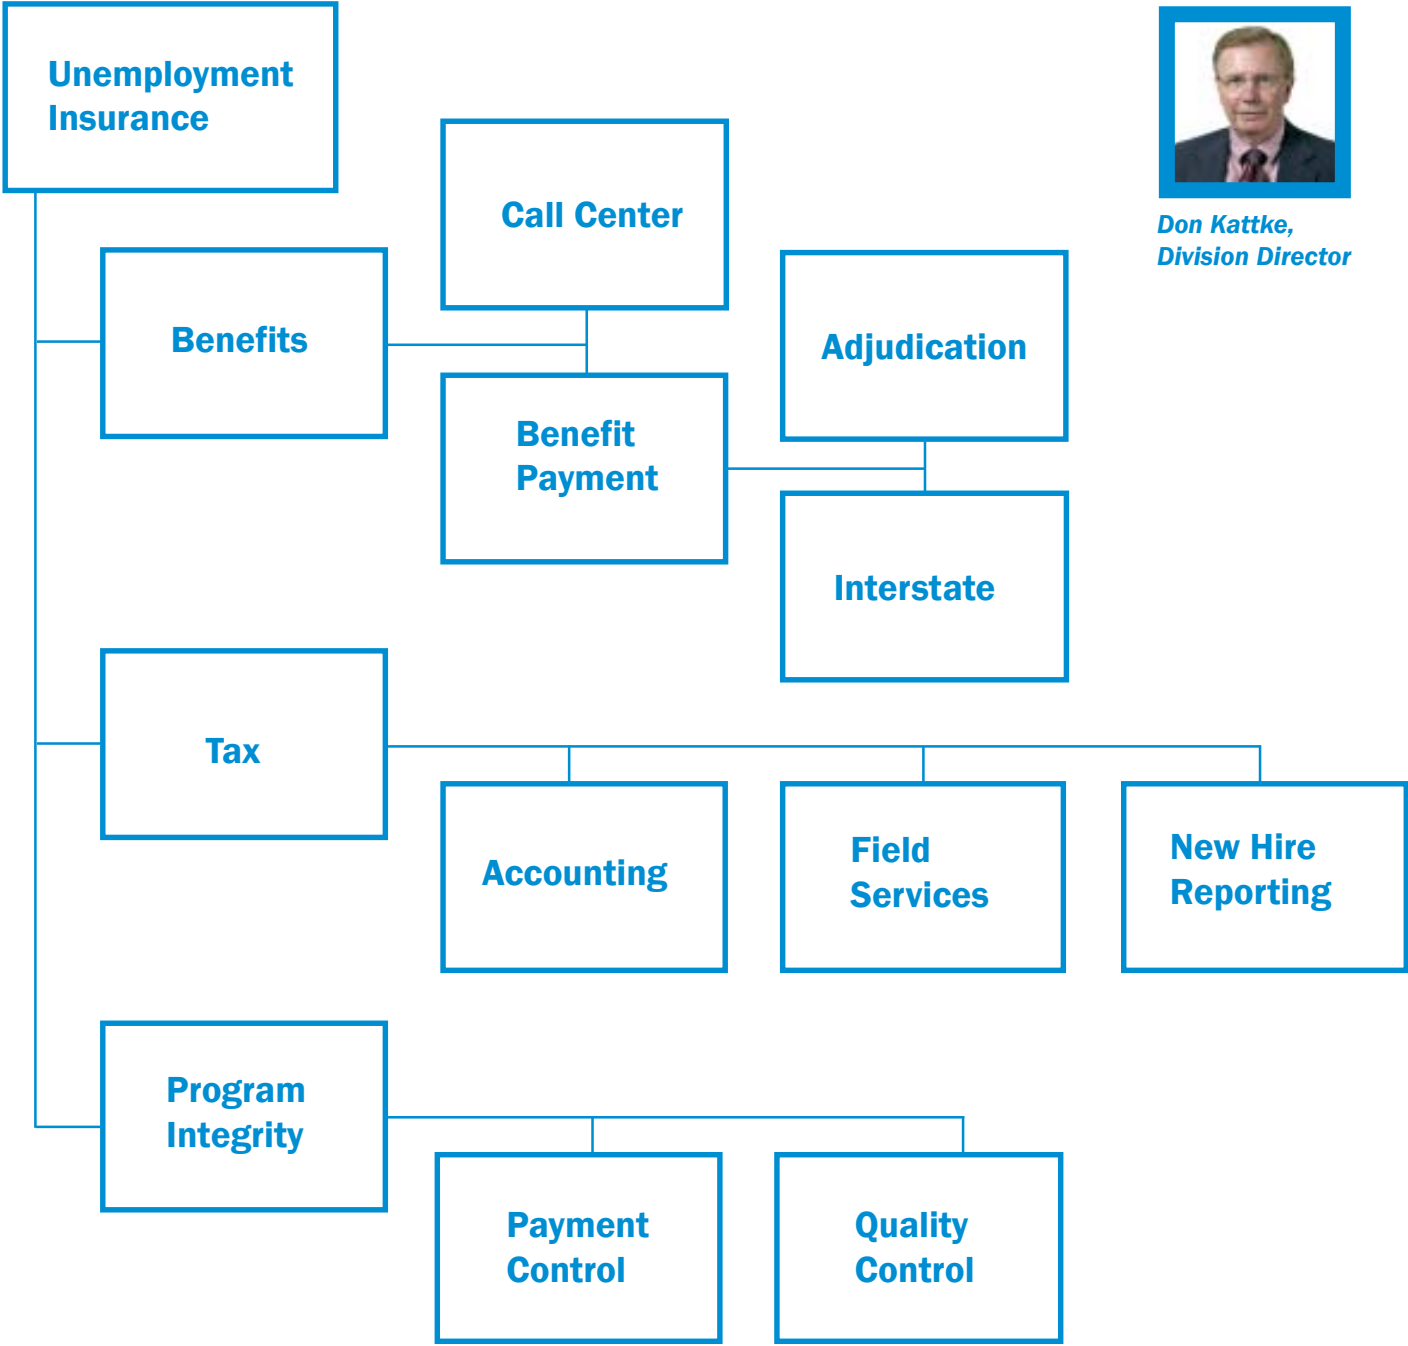 Unemployment
Insurance
Call Center
Don Kattke,
Division Director
Benefits
Adjudication
Benefit
Payment
Interstate
Tax
Accounting
Field
Services
New Hire
Reporting
Program
Integrity
Payment
Control
Quality
Control